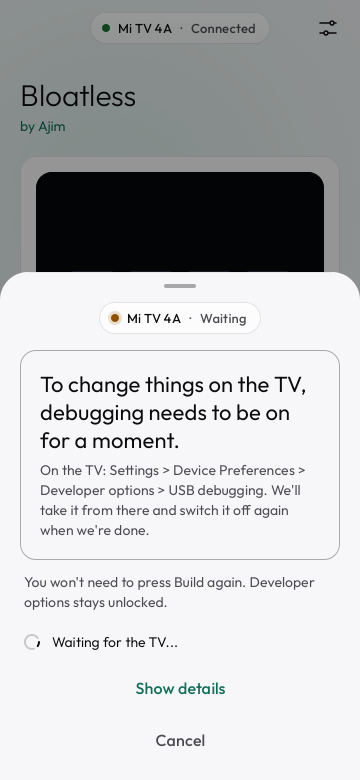 Mi TV 4A · Connected
Bloatless
by Ajim
Mi TV 4A · Waiting
To change things on the TV,
debugging needs to be on
for a moment.
On the TV: Settings > Device Preferences >
Developer options > USB debugging. We'll
take it from there and switch it off again
when we're done.
You won't need to press Build again. Developer
options stays unlocked.
Waiting for the TV...
Show details
Cancel